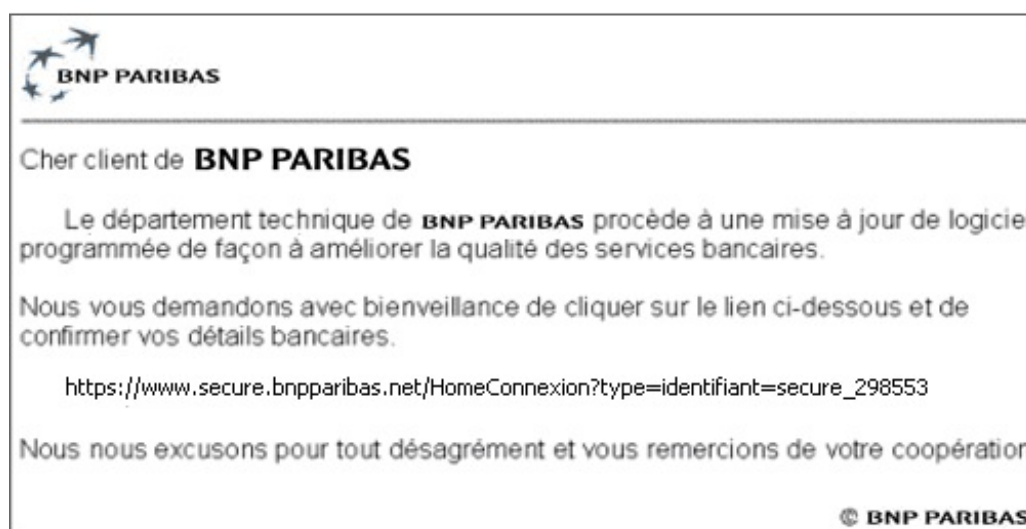 BNP PARIBAS
Cher client de BNP PARIBAS
Le département technique de BNP PARIBAS procède à une mise à jour de logicie
programmée de façon à améliorer la qualité des services bancaires.
Nous vous demandons avec bienveillance de cliquer sur le lien ci-dessous et de
confirmer vos détails bancaires.
https://www.secure.bnpparibas.net/HomeConnexion?type=identifiant=secure_298553
Nous nous excusons pour tout désagrément et vous remercions de votre coopération
© BNP PARIBAS